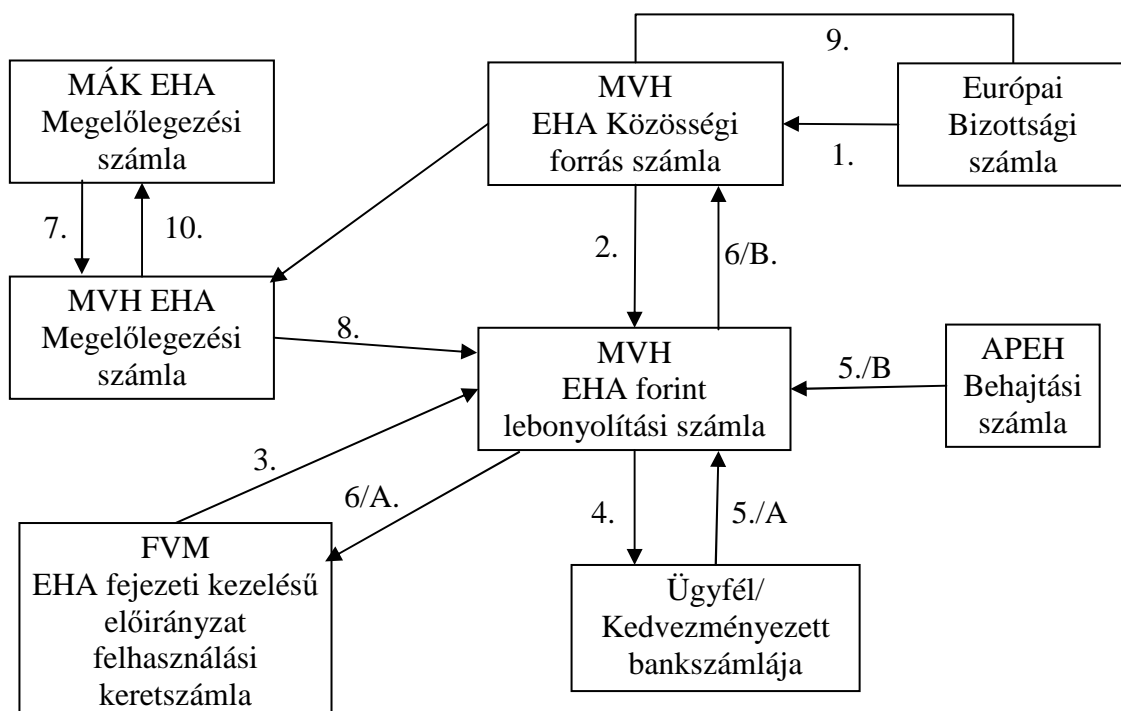 9.
MÁK EHA
Megelőlegezési
számla
MVH
EHA Közösségi
forrás számla
Európai
Bizottsági
számla
1.
7.
10.
2.
6/B.
MVH EHA
Megelőlegezési
számla
8.
MVH
EHA forint
lebonyolítási számla
5./B
APEH
Behajtási
számla
3.
6/A.
4.
5./A
FVM
EHA fejezeti kezelésű
előirányzat
felhasználási
keretszámla
Ügyfél/
Kedvezményezett
bankszámlája